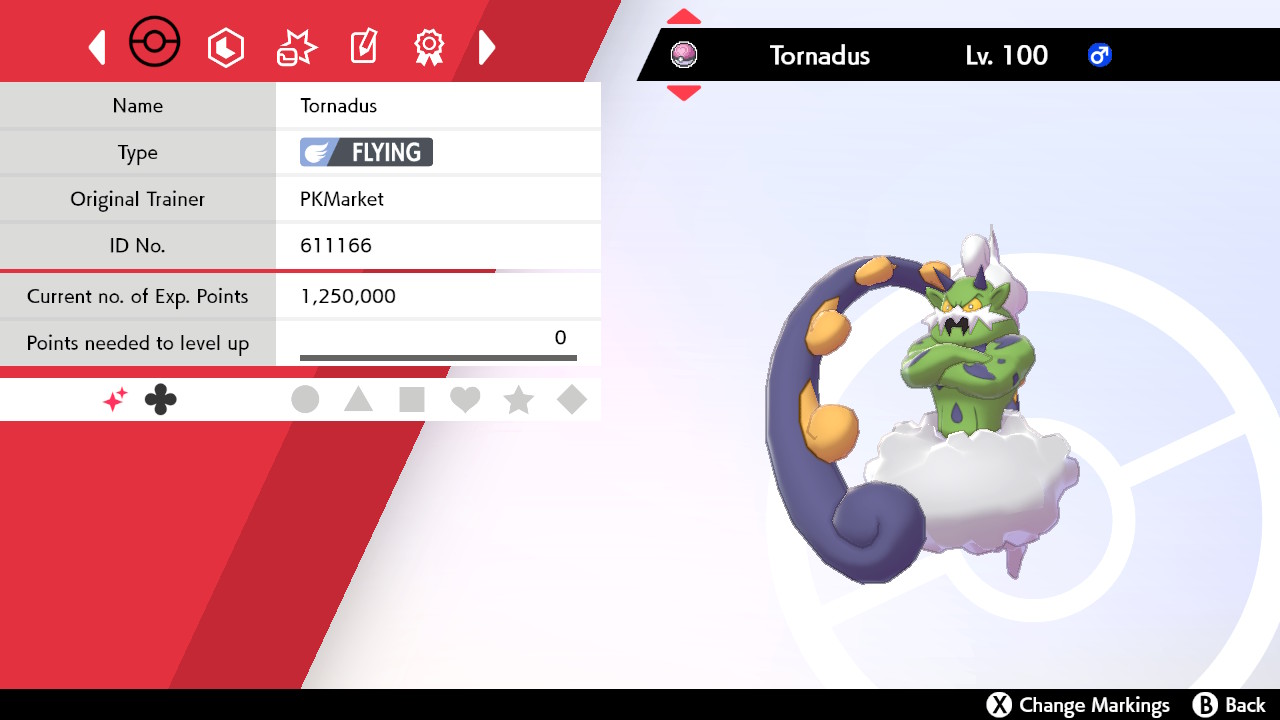 Tornadus Lv. 100
Name Tornadus
Type FLYING
Original Trainer PKMarket
ID No. 611166
Current no. of Exp. Points 1,250,000
Points needed to level up 0
X Change Markings B Back